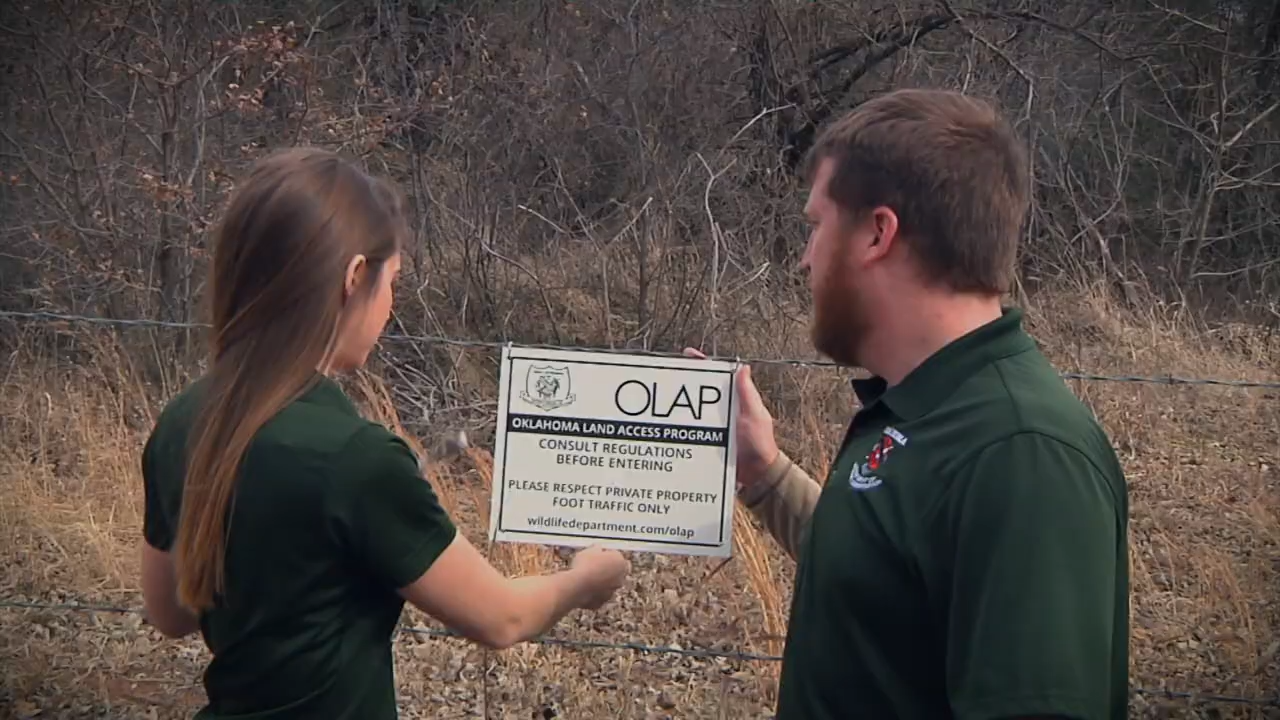 OLAP
OKLAHOMA LAND ACCESS PROGRAM
CONSULT REGULATIONS
BEFORE ENTERING
PLEASE RESPECT PRIVATE PROPERTY
FOOT TRAFFIC ONLY
wildlifedepartment.com/olap